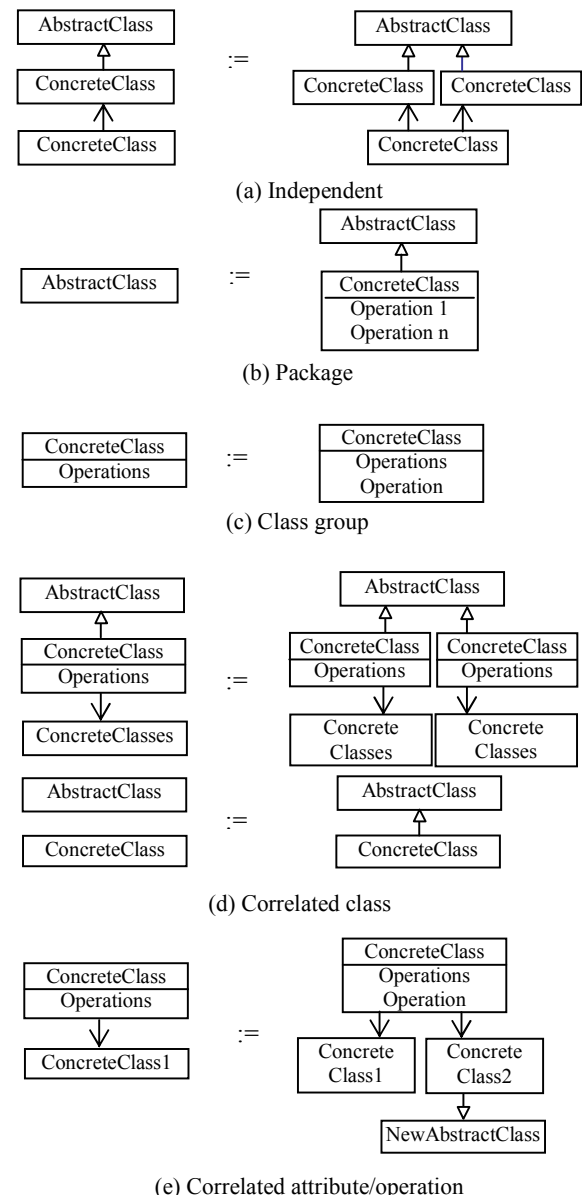 AbstractClass
ConcreteClass
ConcreteClass
:=
AbstractClass
ConcreteClass ConcreteClass
ConcreteClass
(a) Independent
AbstractClass
:=
AbstractClass
ConcreteClass
Operation 1
Operation n
(b) Package
ConcreteClass
Operations
:=
ConcreteClass
Operations
Operation
(c) Class group
AbstractClass
ConcreteClass
Operations
ConcreteClasses
:=
AbstractClass
ConcreteClass ConcreteClass
Operations Operations
Concrete Concrete
Classes Classes
AbstractClass
ConcreteClass
:=
AbstractClass
ConcreteClass
(d) Correlated class
ConcreteClass
Operations
ConcreteClass1
:=
ConcreteClass
Operations
Operation
Concrete Concrete
Class1 Class2
NewAbstractClass
(e) Correlated attribute/operation